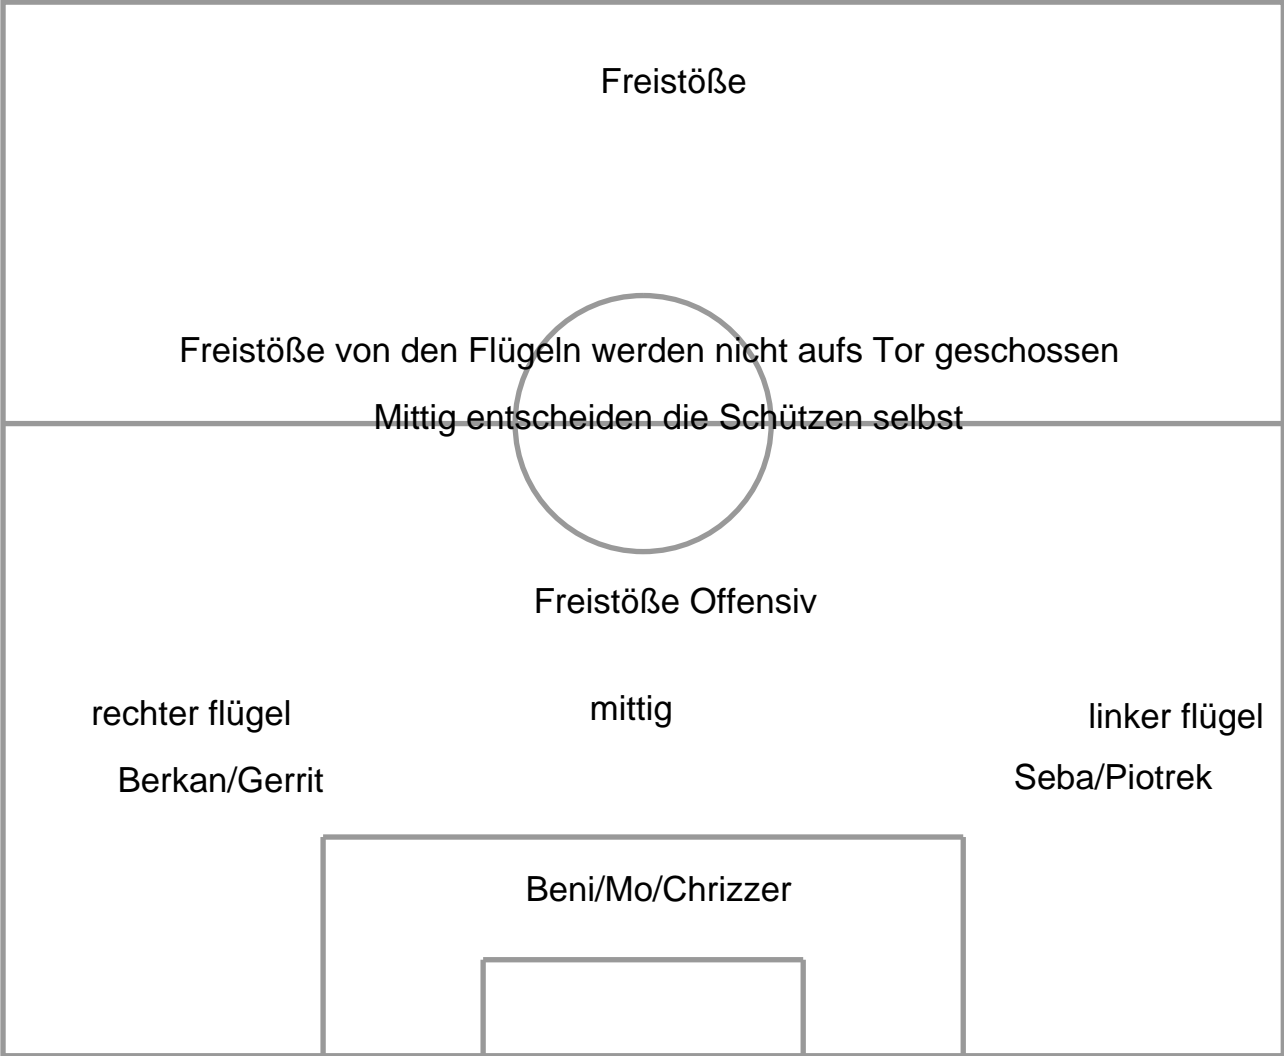 Freistöße
Freistöße von den Flügeln werden nicht aufs Tor geschossen
Mittig entscheiden die Schützen selbst
Freistöße Offensiv
rechter flügel
mittig
linker flügel
Berkan/Gerrit
Seba/Piotrek
Beni/Mo/Chrizzer